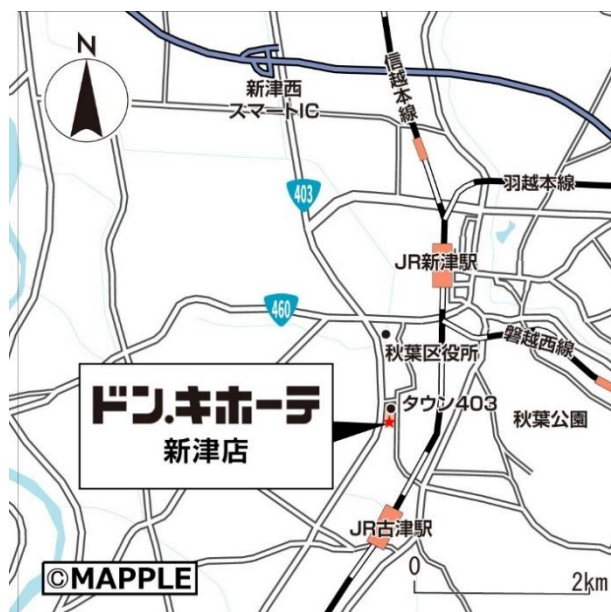 N
新津西
スマートIC
信越本線
羽越本線
403
JR新津駅
460
秋葉区役所
磐越西線
ドン.キホーテ
新津店
タウン403
秋葉公園
JR古津駅
©MAPPLE
0
2km